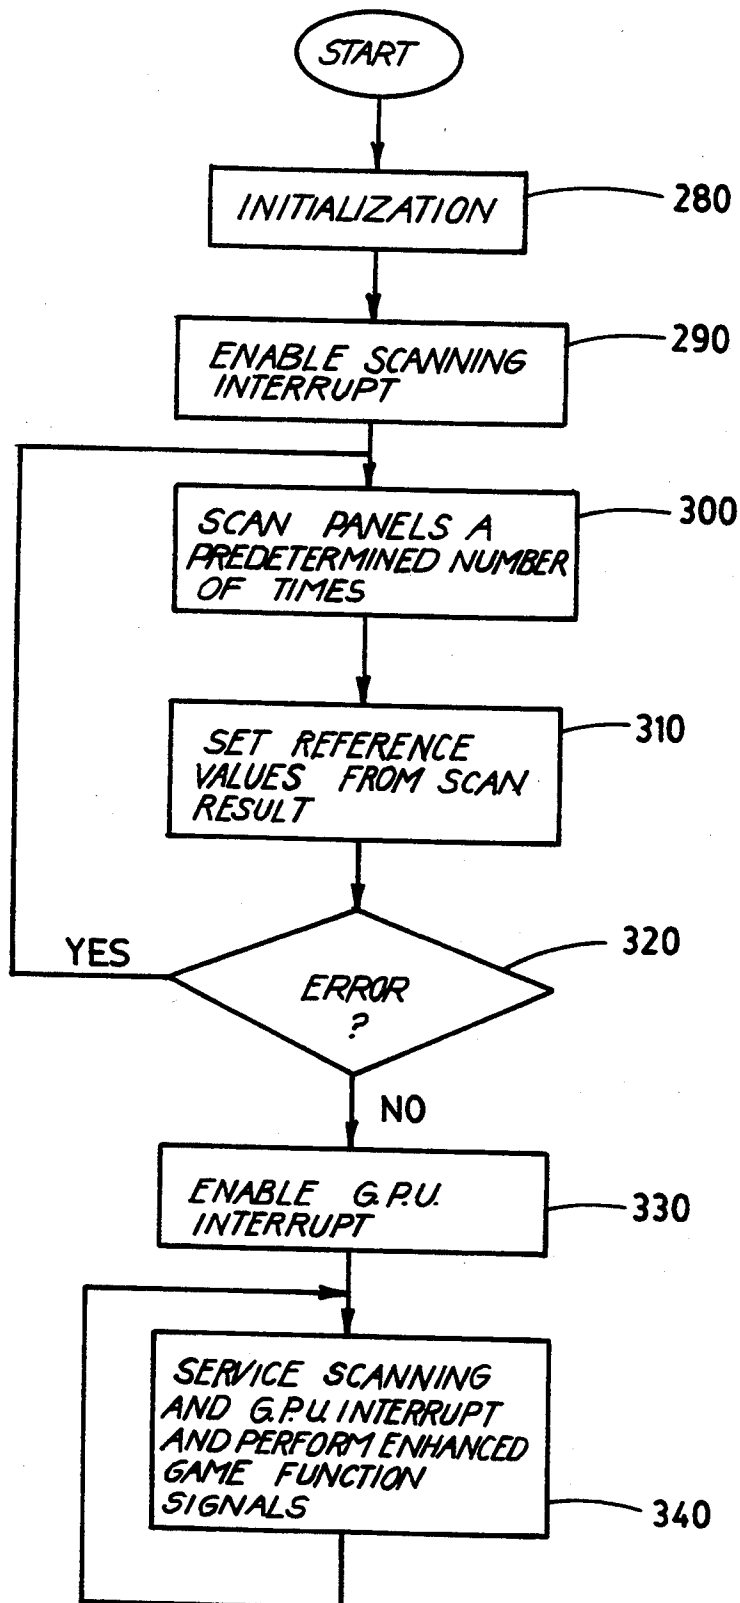 START
INITIALIZATION
280
ENABLE SCANNING
INTERRUPT
290
SCAN PANELS A
PREDETERMINED NUMBER
OF TIMES
300
SET REFERENCE
VALUES FROM SCAN
RESULT
310
YES
ERROR
?
320
NO
ENABLE G.P.U.
INTERRUPT
330
SERVICE SCANNING
AND G.P.U. INTERRUPT
AND PERFORM ENHANCED
GAME FUNCTION
SIGNALS
340